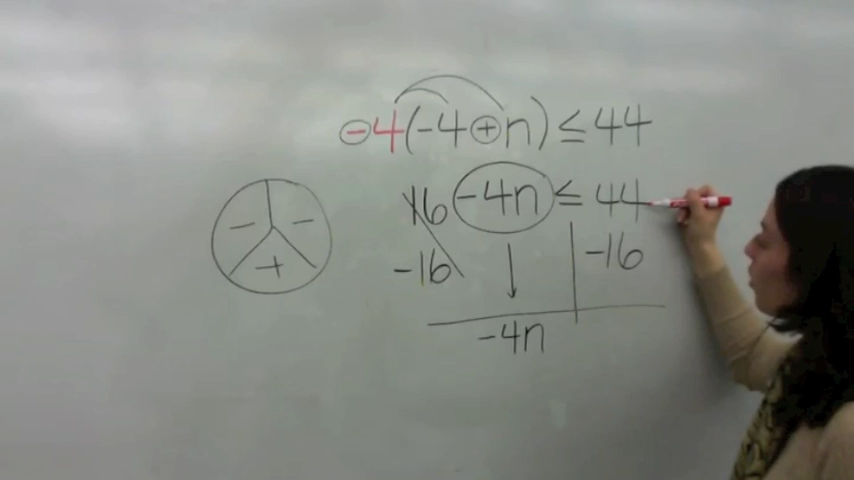 -4(-4+n) ≤ 44
16 -4n ≤ 44
-16 -16
-4n
- -
+